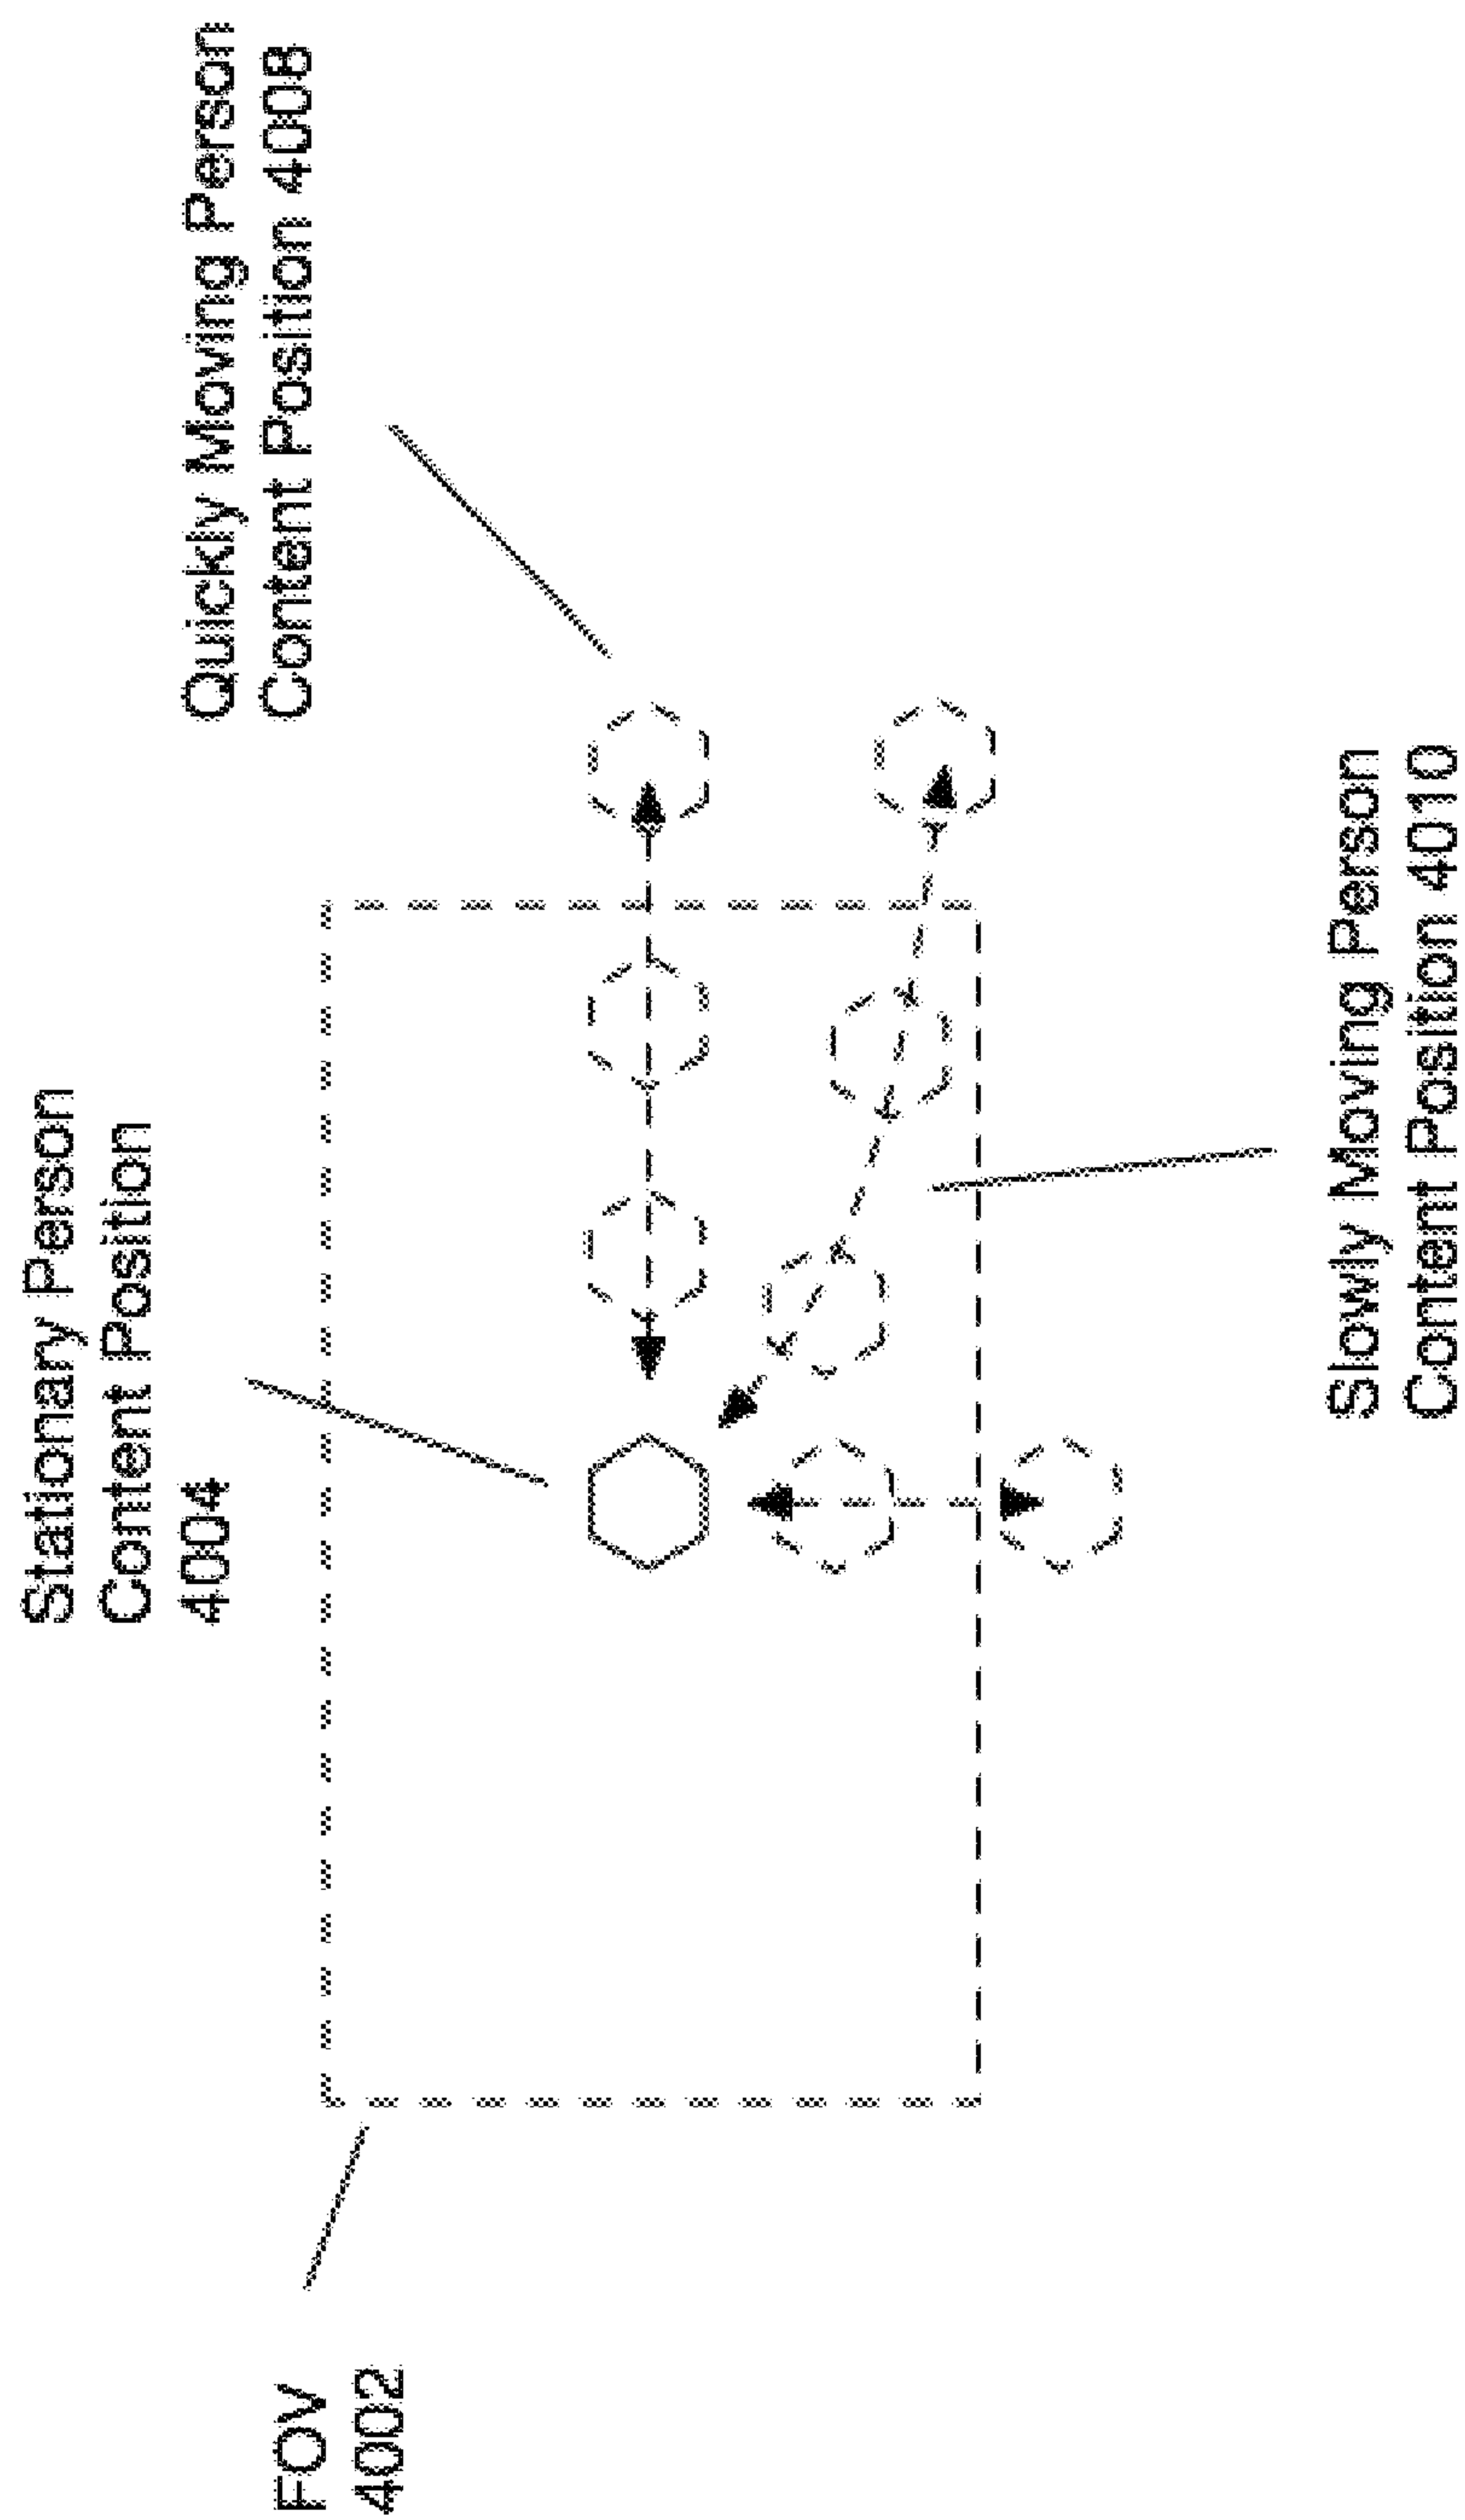 Stationary Person
Content Position
4004
Quickly Moving Person
Content Position 4008
FOV
4002
Slowly Moving Person
Content Position 4010